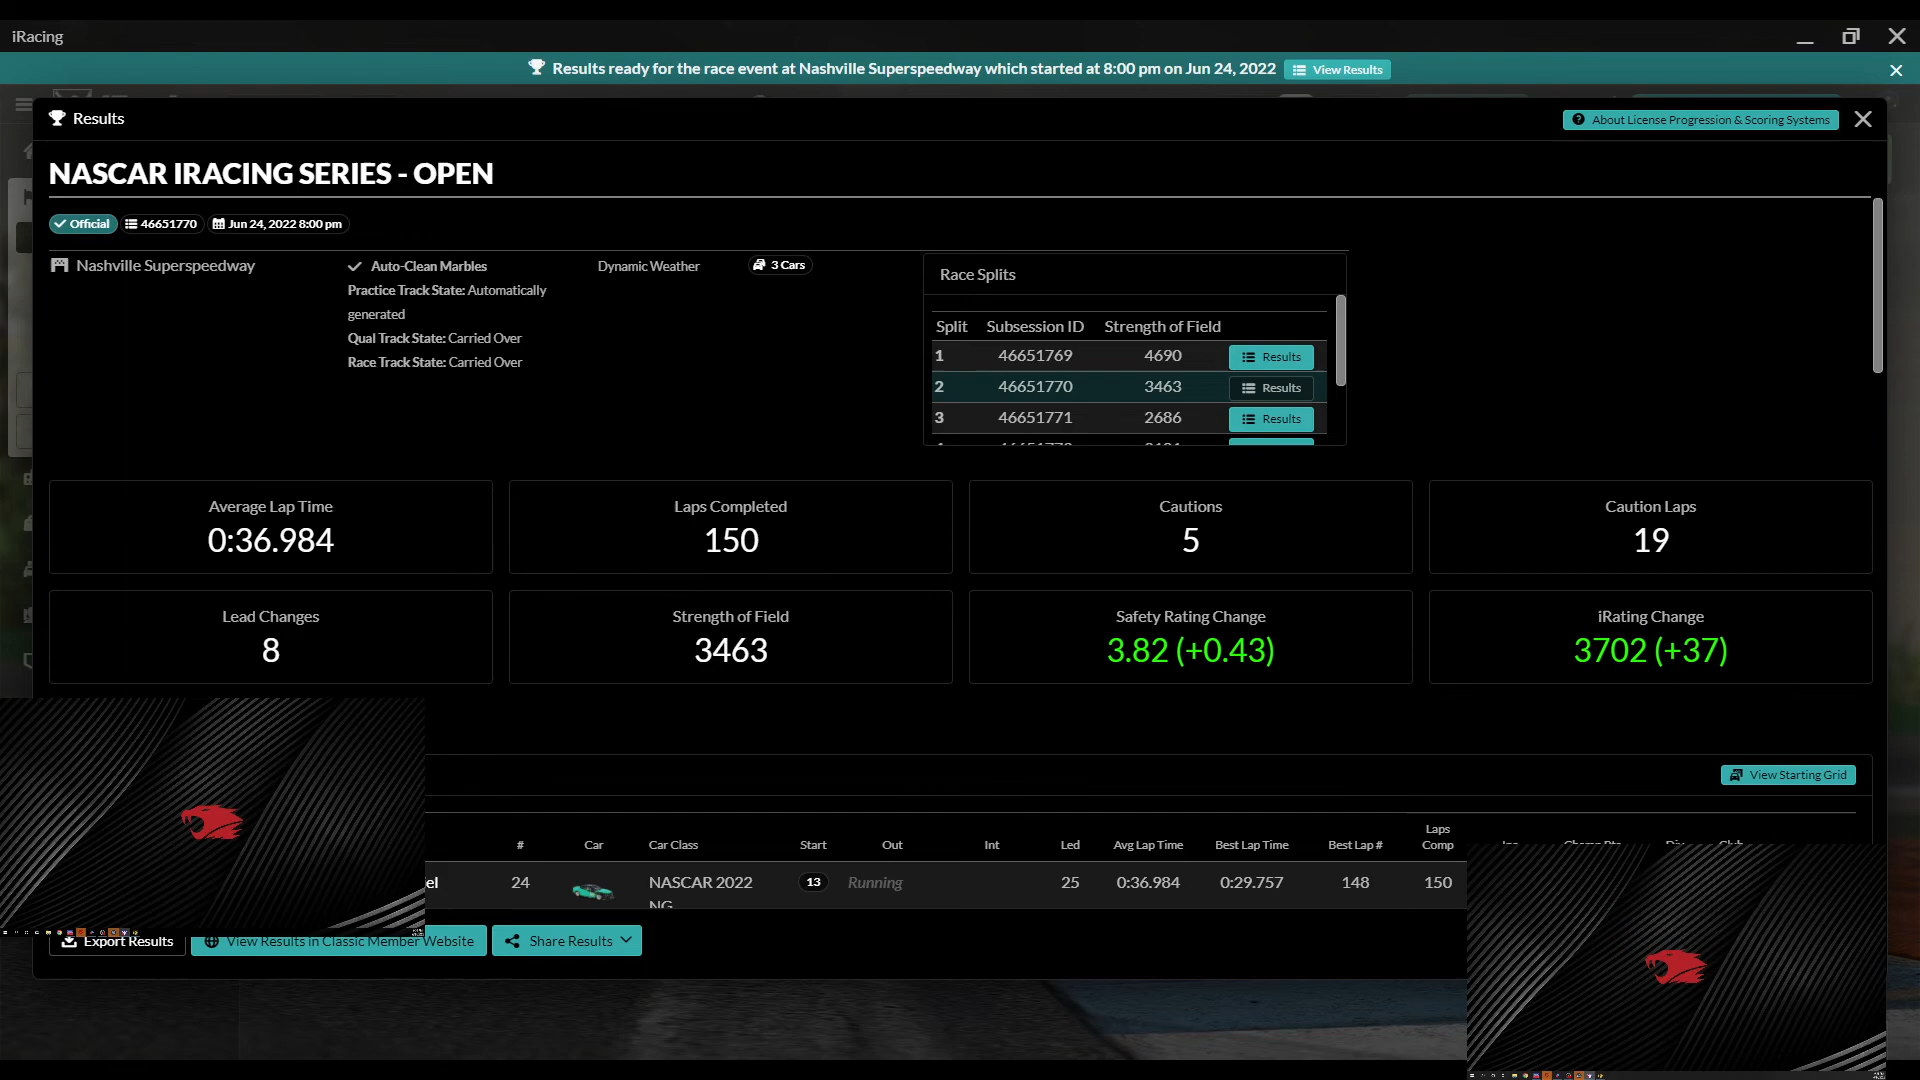 iRacing
Results ready for the race event at Nashville Superspeedway which started at 8:00 pm on Jun 24, 2022 View Results
Results
About License Progression & Scoring Systems
NASCAR IRACING SERIES - OPEN
Official 46651770 Jun 24, 2022 8:00 pm
Nashville Superspeedway
Auto-Clean Marbles
Practice Track State: Automatically
generated
Qual Track State: Carried Over
Race Track State: Carried Over
Dynamic Weather
3 Cars
Race Splits
Split Subsession ID Strength of Field
1 46651769 4690 Results
2 46651770 3463 Results
3 46651771 2686 Results
Average Lap Time
0:36.984
Laps Completed
150
Cautions
5
Caution Laps
19
Lead Changes
8
Strength of Field
3463
Safety Rating Change
3.82 (+0.43)
iRating Change
3702 (+37)
View Starting Grid
# Car Car Class Start Out Int Led Avg Lap Time Best Lap Time Best Lap # Laps
Comp
el 24 NASCAR 2022 13 Running 25 0:36.984 0:29.757 148 150
NG
Export Results View Results in Classic Member Website Share Results